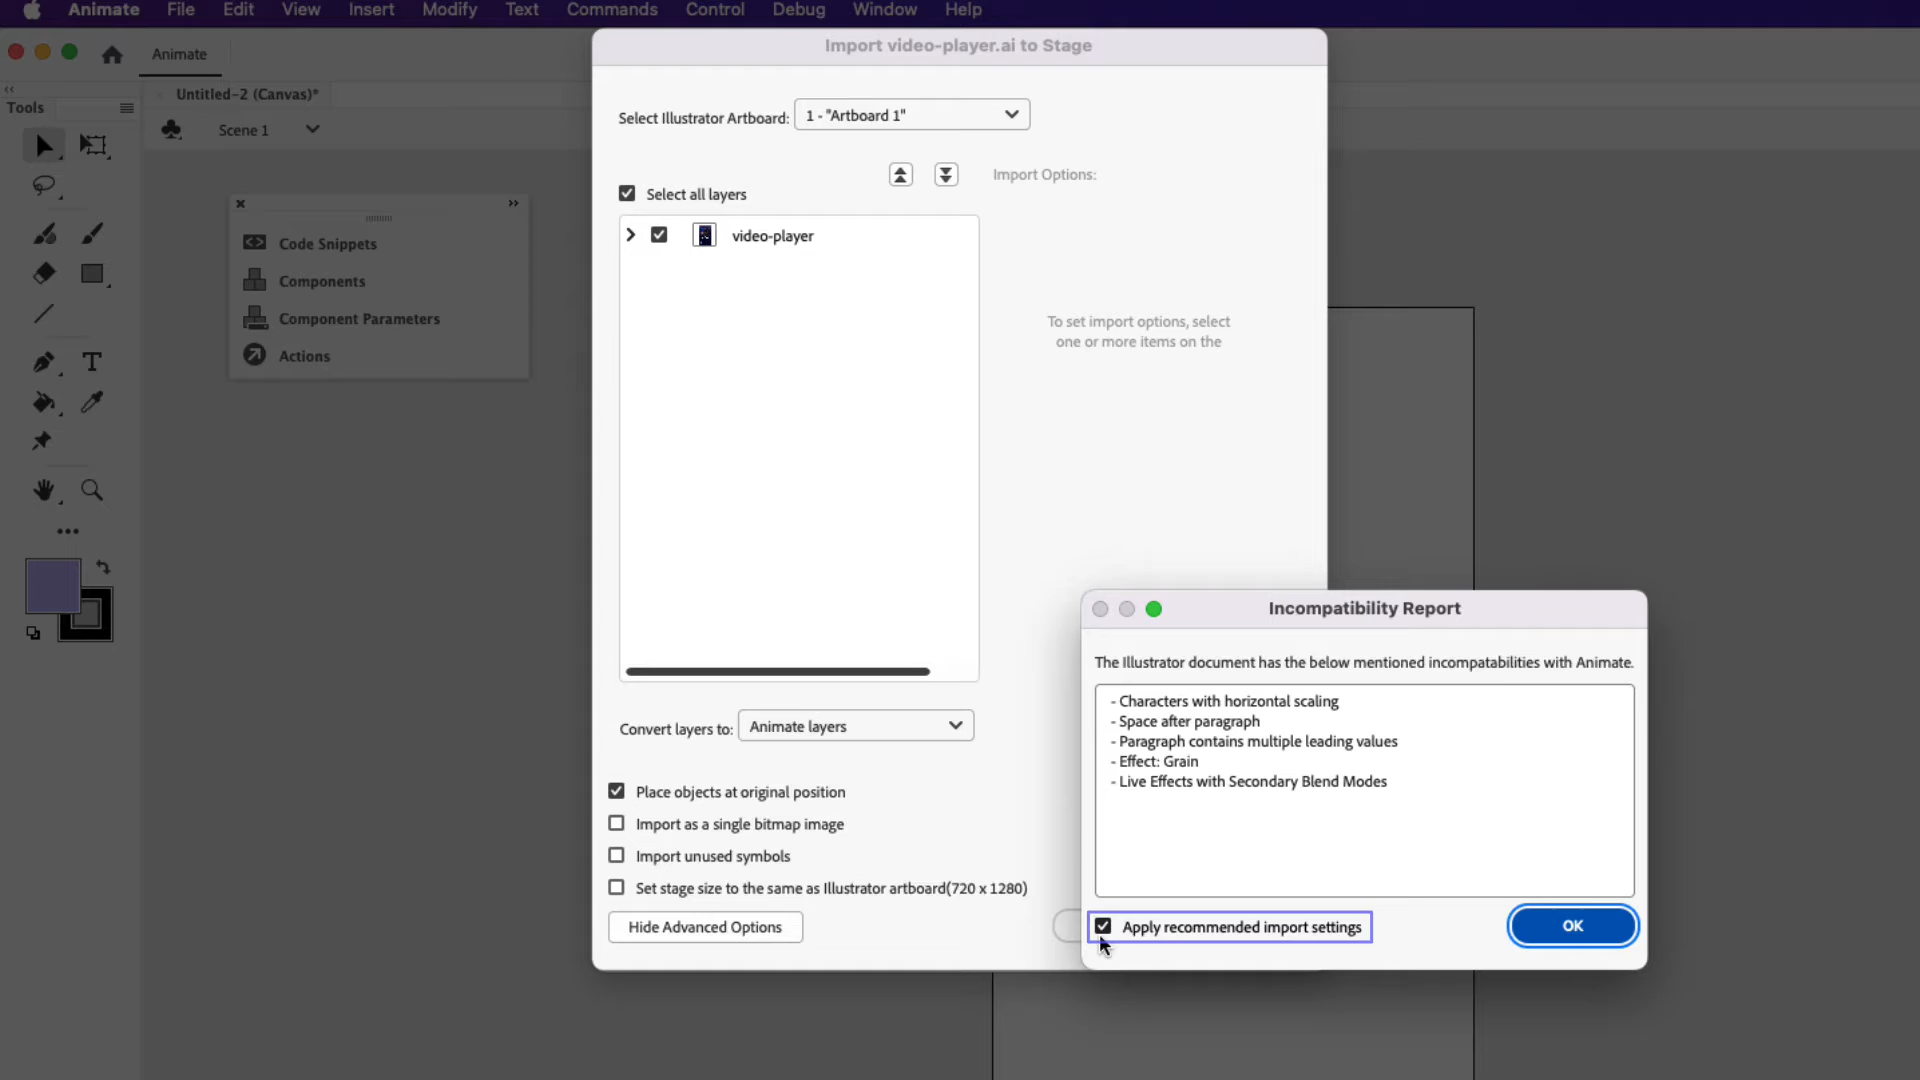 Animate File Edit View Insert Modify Text Commands Control Debug Window Help
Animate
Untitled-2 (Canvas)*
Tools
Scene 1
Code Snippets
Components
Component Parameters
Actions
Import video-player.ai to Stage
Select Illustrator Artboard: 1 - "Artboard 1"
Import Options:
Select all layers
video-player
To set import options, select
one or more items on the
Convert layers to: Animate layers
Place objects at original position
Import as a single bitmap image
Import unused symbols
Set stage size to the same as Illustrator artboard(720 x 1280)
Hide Advanced Options
Incompatibility Report
The Illustrator document has the below mentioned incompatabilities with Animate.
- Characters with horizontal scaling
- Space after paragraph
- Paragraph contains multiple leading values
- Effect: Grain
- Live Effects with Secondary Blend Modes
Apply recommended import settings
OK